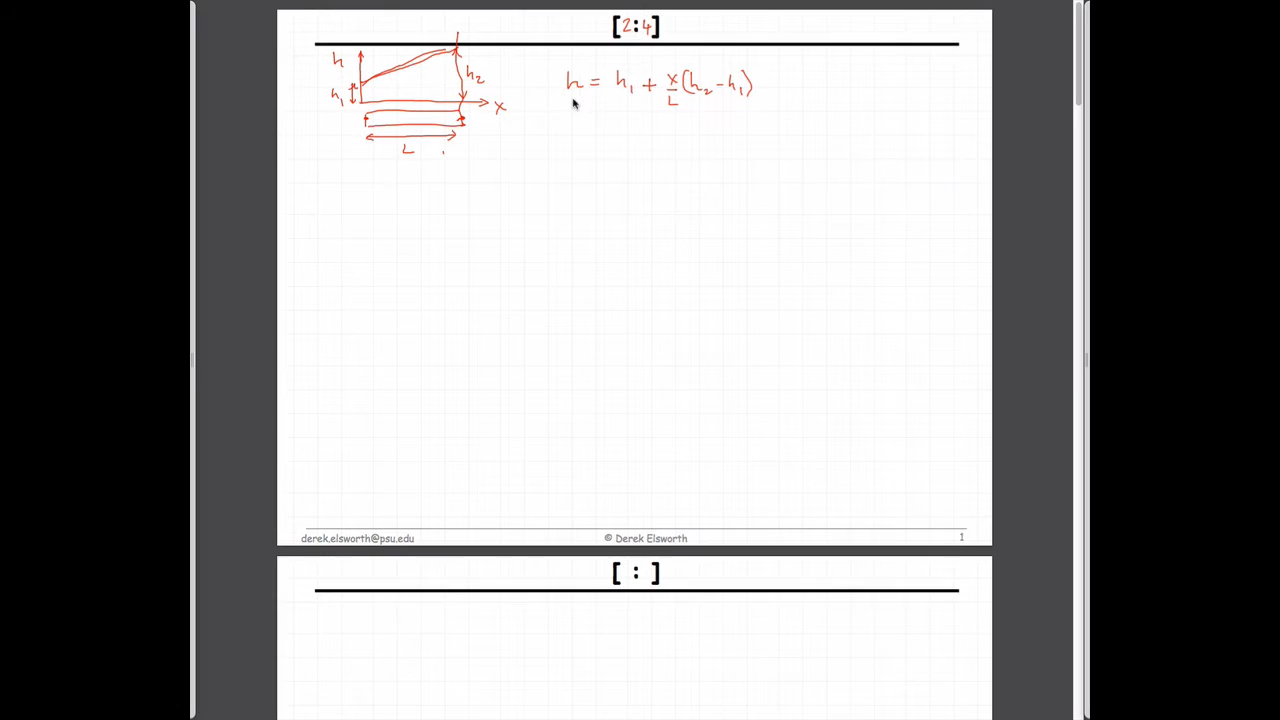 [2:4]
h
h₂
h = h₁ + x/L (h₂ - h₁)
h₁
x
L
derek.elsworth@psu.edu © Derek Elsworth 1
[ : ]